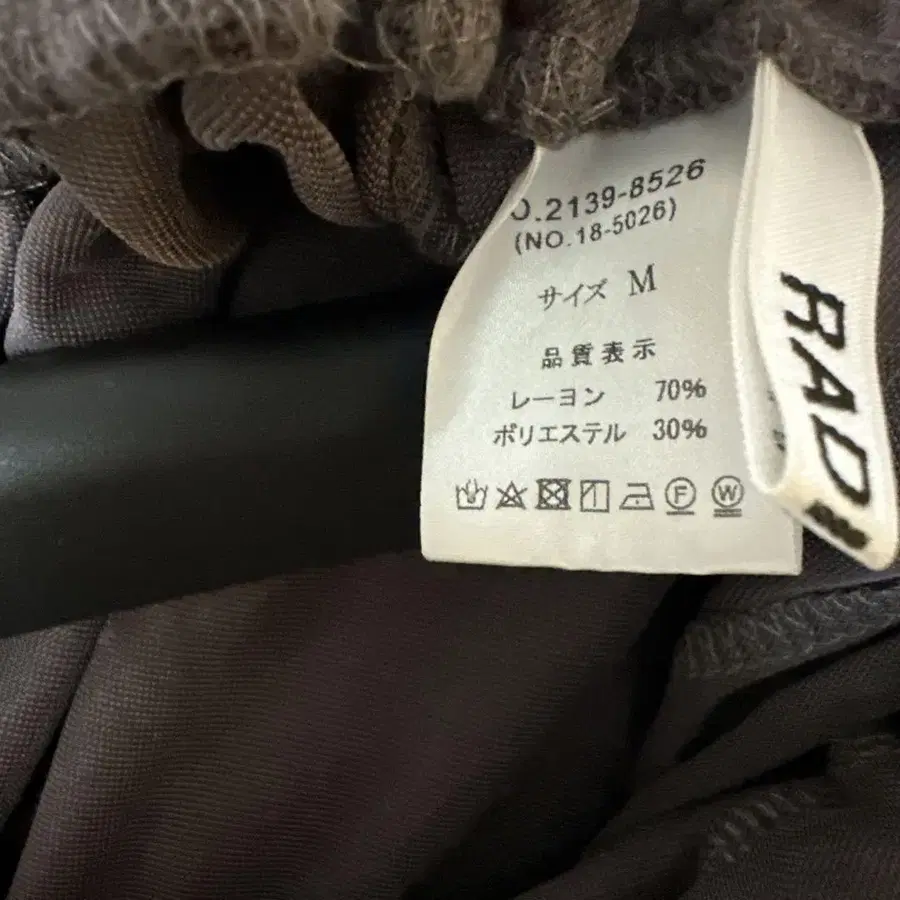 O.2139-8526
(NO.18-5026)
サイズ M
品質表示
レーヨン 70%
ポリエステル 30%
F W
RAD